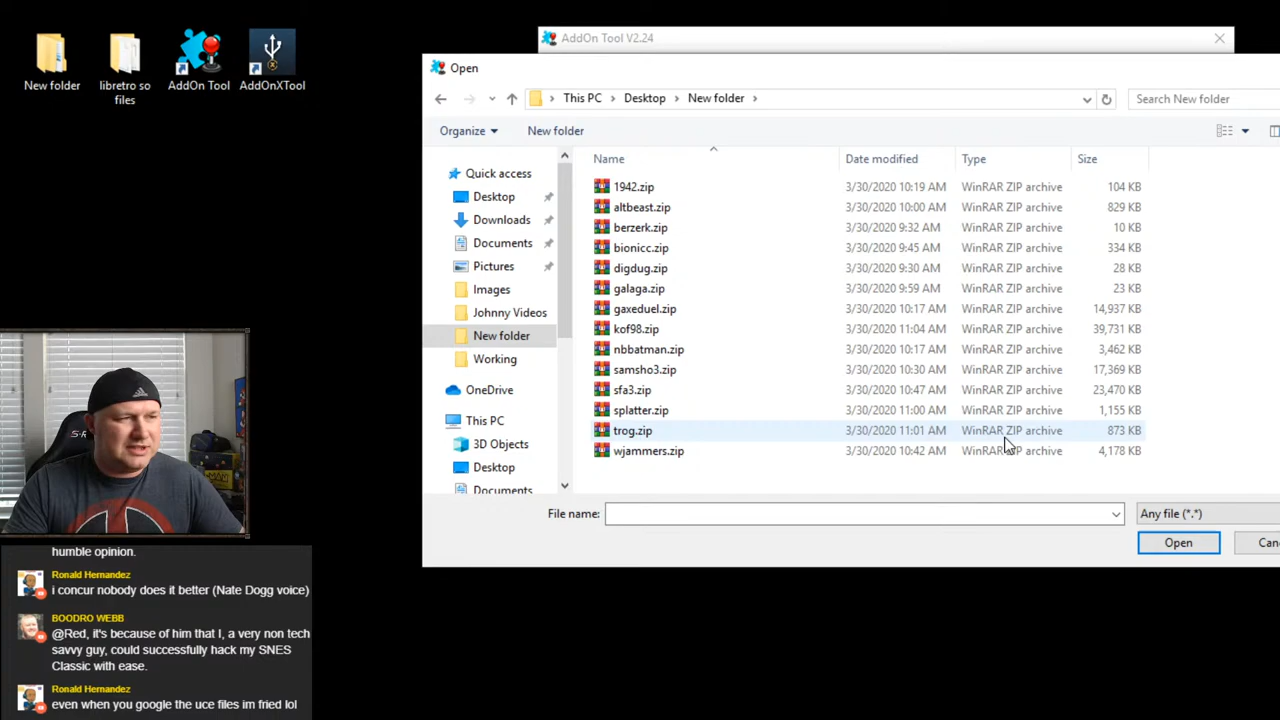 New folder
libretro so
files
AddOn Tool
AddOnXTool
AddOn Tool V2.24
Open
This PC > Desktop > New folder >
Search New folder
Organize
New folder
Name
Date modified
Type
Size
Quick access
Desktop
Downloads
Documents
Pictures
Images
Johnny Videos
New folder
Working
OneDrive
This PC
3D Objects
Desktop
Documents
1942.zip 3/30/2020 10:19 AM WinRAR ZIP archive 104 KB
altbeast.zip 3/30/2020 10:00 AM WinRAR ZIP archive 829 KB
berzerk.zip 3/30/2020 9:32 AM WinRAR ZIP archive 10 KB
bionicc.zip 3/30/2020 9:45 AM WinRAR ZIP archive 334 KB
digdug.zip 3/30/2020 9:30 AM WinRAR ZIP archive 28 KB
galaga.zip 3/30/2020 9:59 AM WinRAR ZIP archive 23 KB
gaxeduel.zip 3/30/2020 10:17 AM WinRAR ZIP archive 14,937 KB
kof98.zip 3/30/2020 11:04 AM WinRAR ZIP archive 39,731 KB
nbbatman.zip 3/30/2020 10:17 AM WinRAR ZIP archive 3,462 KB
samsho3.zip 3/30/2020 10:30 AM WinRAR ZIP archive 17,369 KB
sfa3.zip 3/30/2020 10:47 AM WinRAR ZIP archive 23,470 KB
splatter.zip 3/30/2020 11:00 AM WinRAR ZIP archive 1,155 KB
trog.zip 3/30/2020 11:01 AM WinRAR ZIP archive 873 KB
wjammers.zip 3/30/2020 10:42 AM WinRAR ZIP archive 4,178 KB
File name:
Any file (*.*)
Open
Canc
humble opinion.
Ronald Hernandez
i concur nobody does it better (Nate Dogg voice)
BOODRO WEBB
@Red, it's because of him that I, a very non tech
savvy guy, could successfully hack my SNES
Classic with ease.
Ronald Hernandez
even when you google the uce files im fried lol